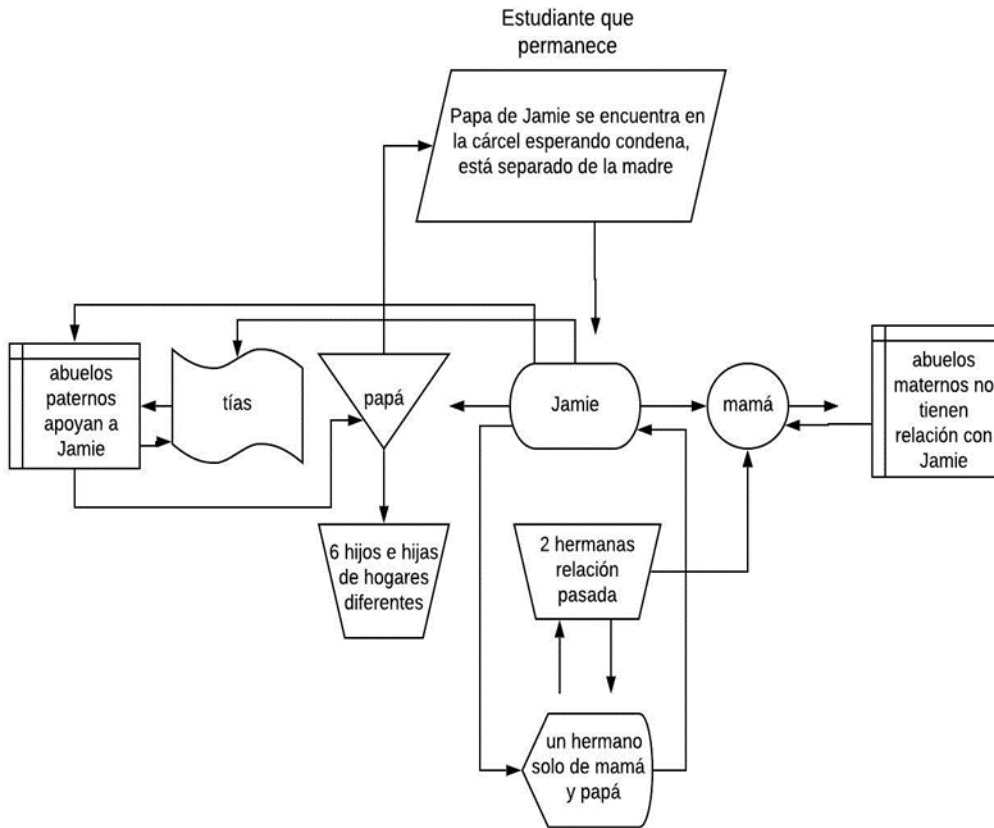 Estudiante que
permanece
Papa de Jamie se encuentra en
la cárcel esperando condena,
está separado de la madre
abuelos
paternos
apoyan a
Jamie
tías
papá
Jamie
mamá
abuelos
maternos no
tienen
relación con
Jamie
6 hijos e hijas
de hogares
diferentes
2 hermanas
relación
pasada
un hermano
solo de mamá
y papá